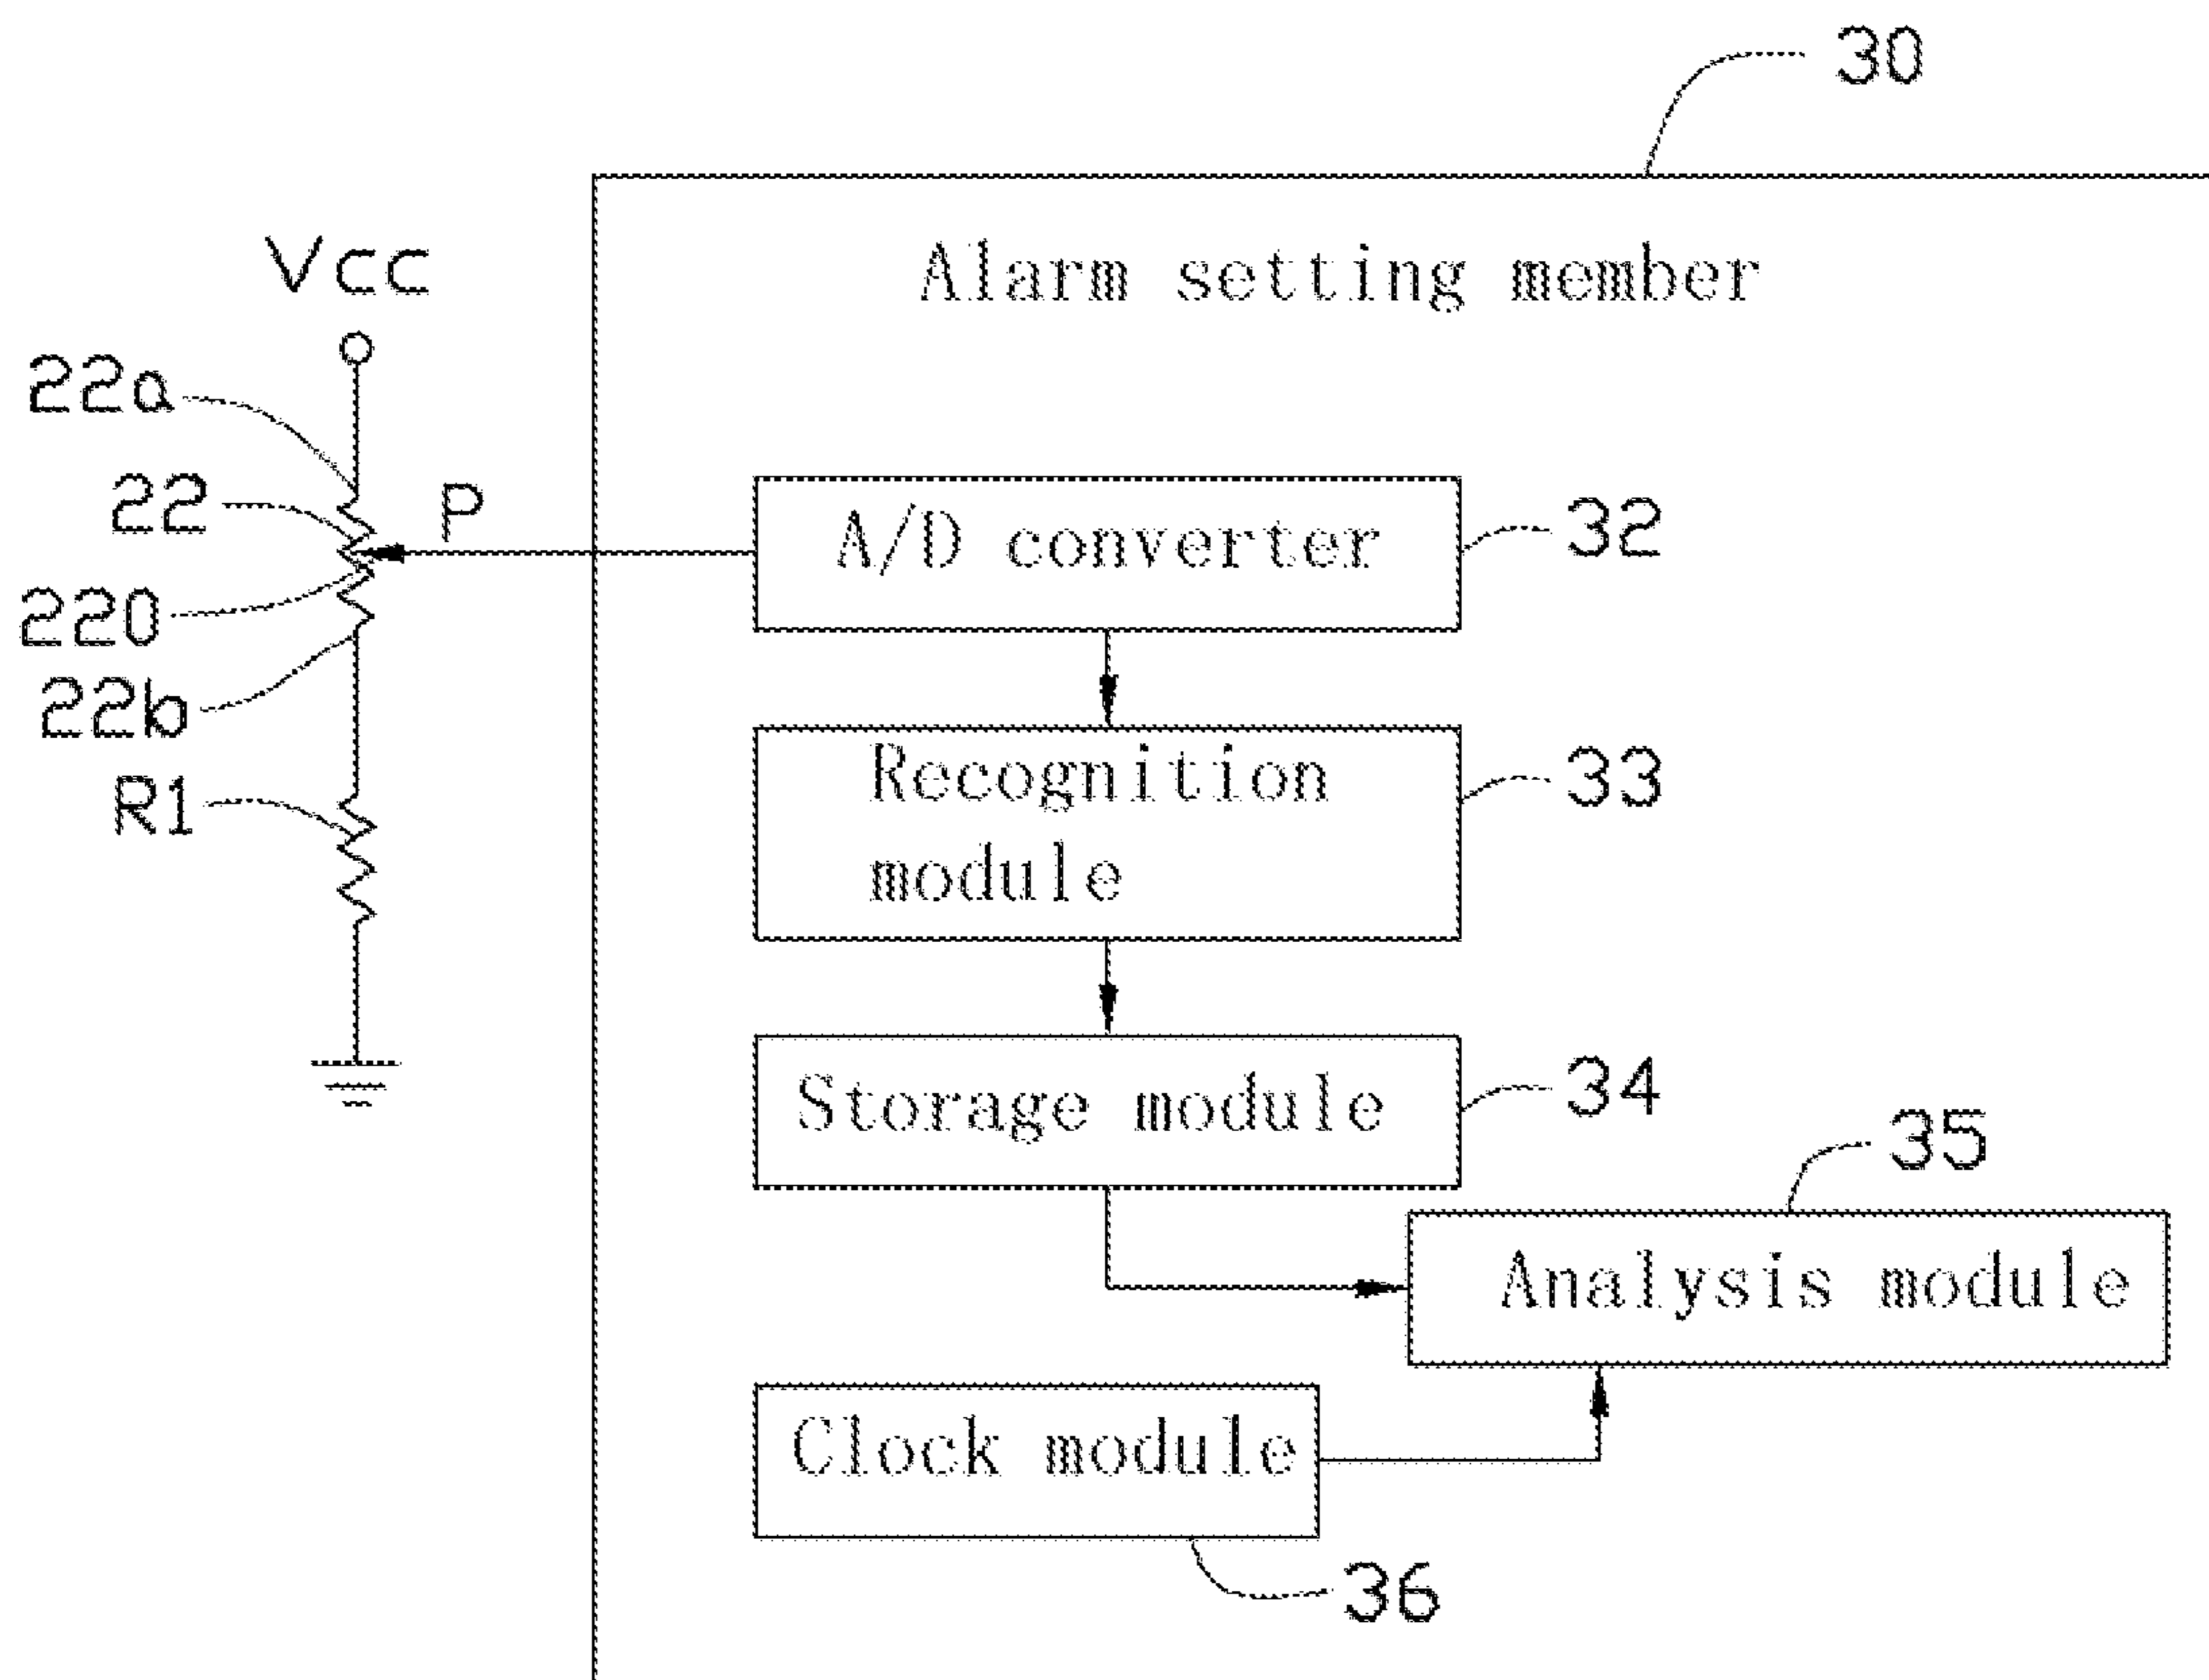 30
Alarm setting member
Vcc
22a
22
P
220
22b
R1
A/D converter
32
Recognition
module
33
Storage module
34
35
Analysis module
Clock module
36